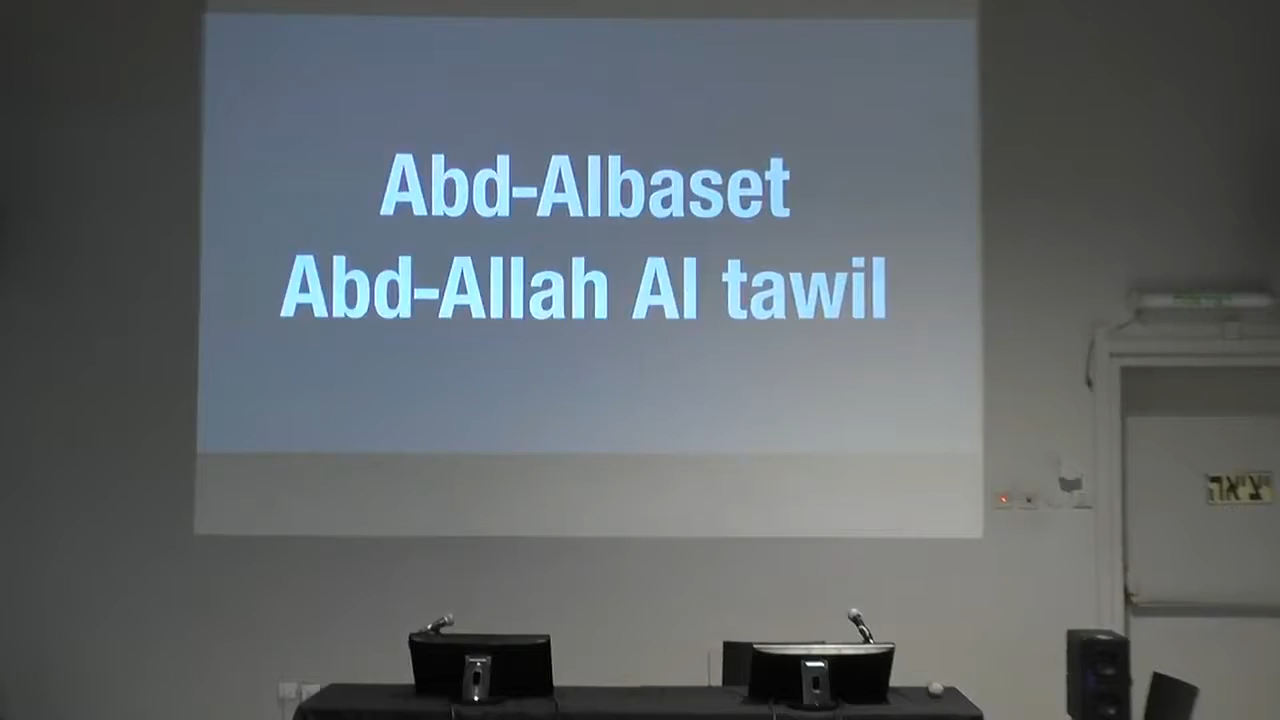 Abd-Albaset
Abd-Allah Al tawil
יציאה